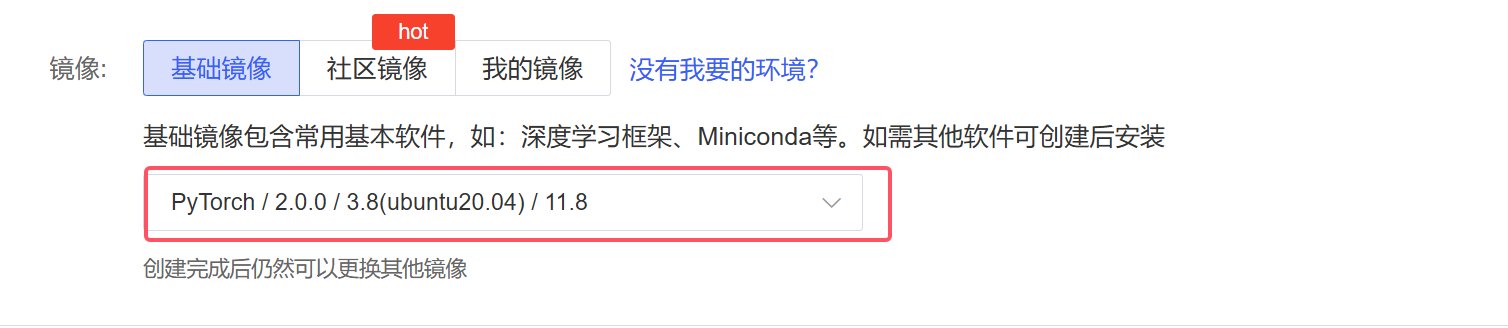 hot
镜像: 基础镜像 社区镜像 我的镜像 没有我要的环境?
基础镜像包含常用基本软件，如：深度学习框架、Miniconda等。如需其他软件可创建后安装
PyTorch / 2.0.0 / 3.8(ubuntu20.04) / 11.8
创建完成后仍然可以更换其他镜像